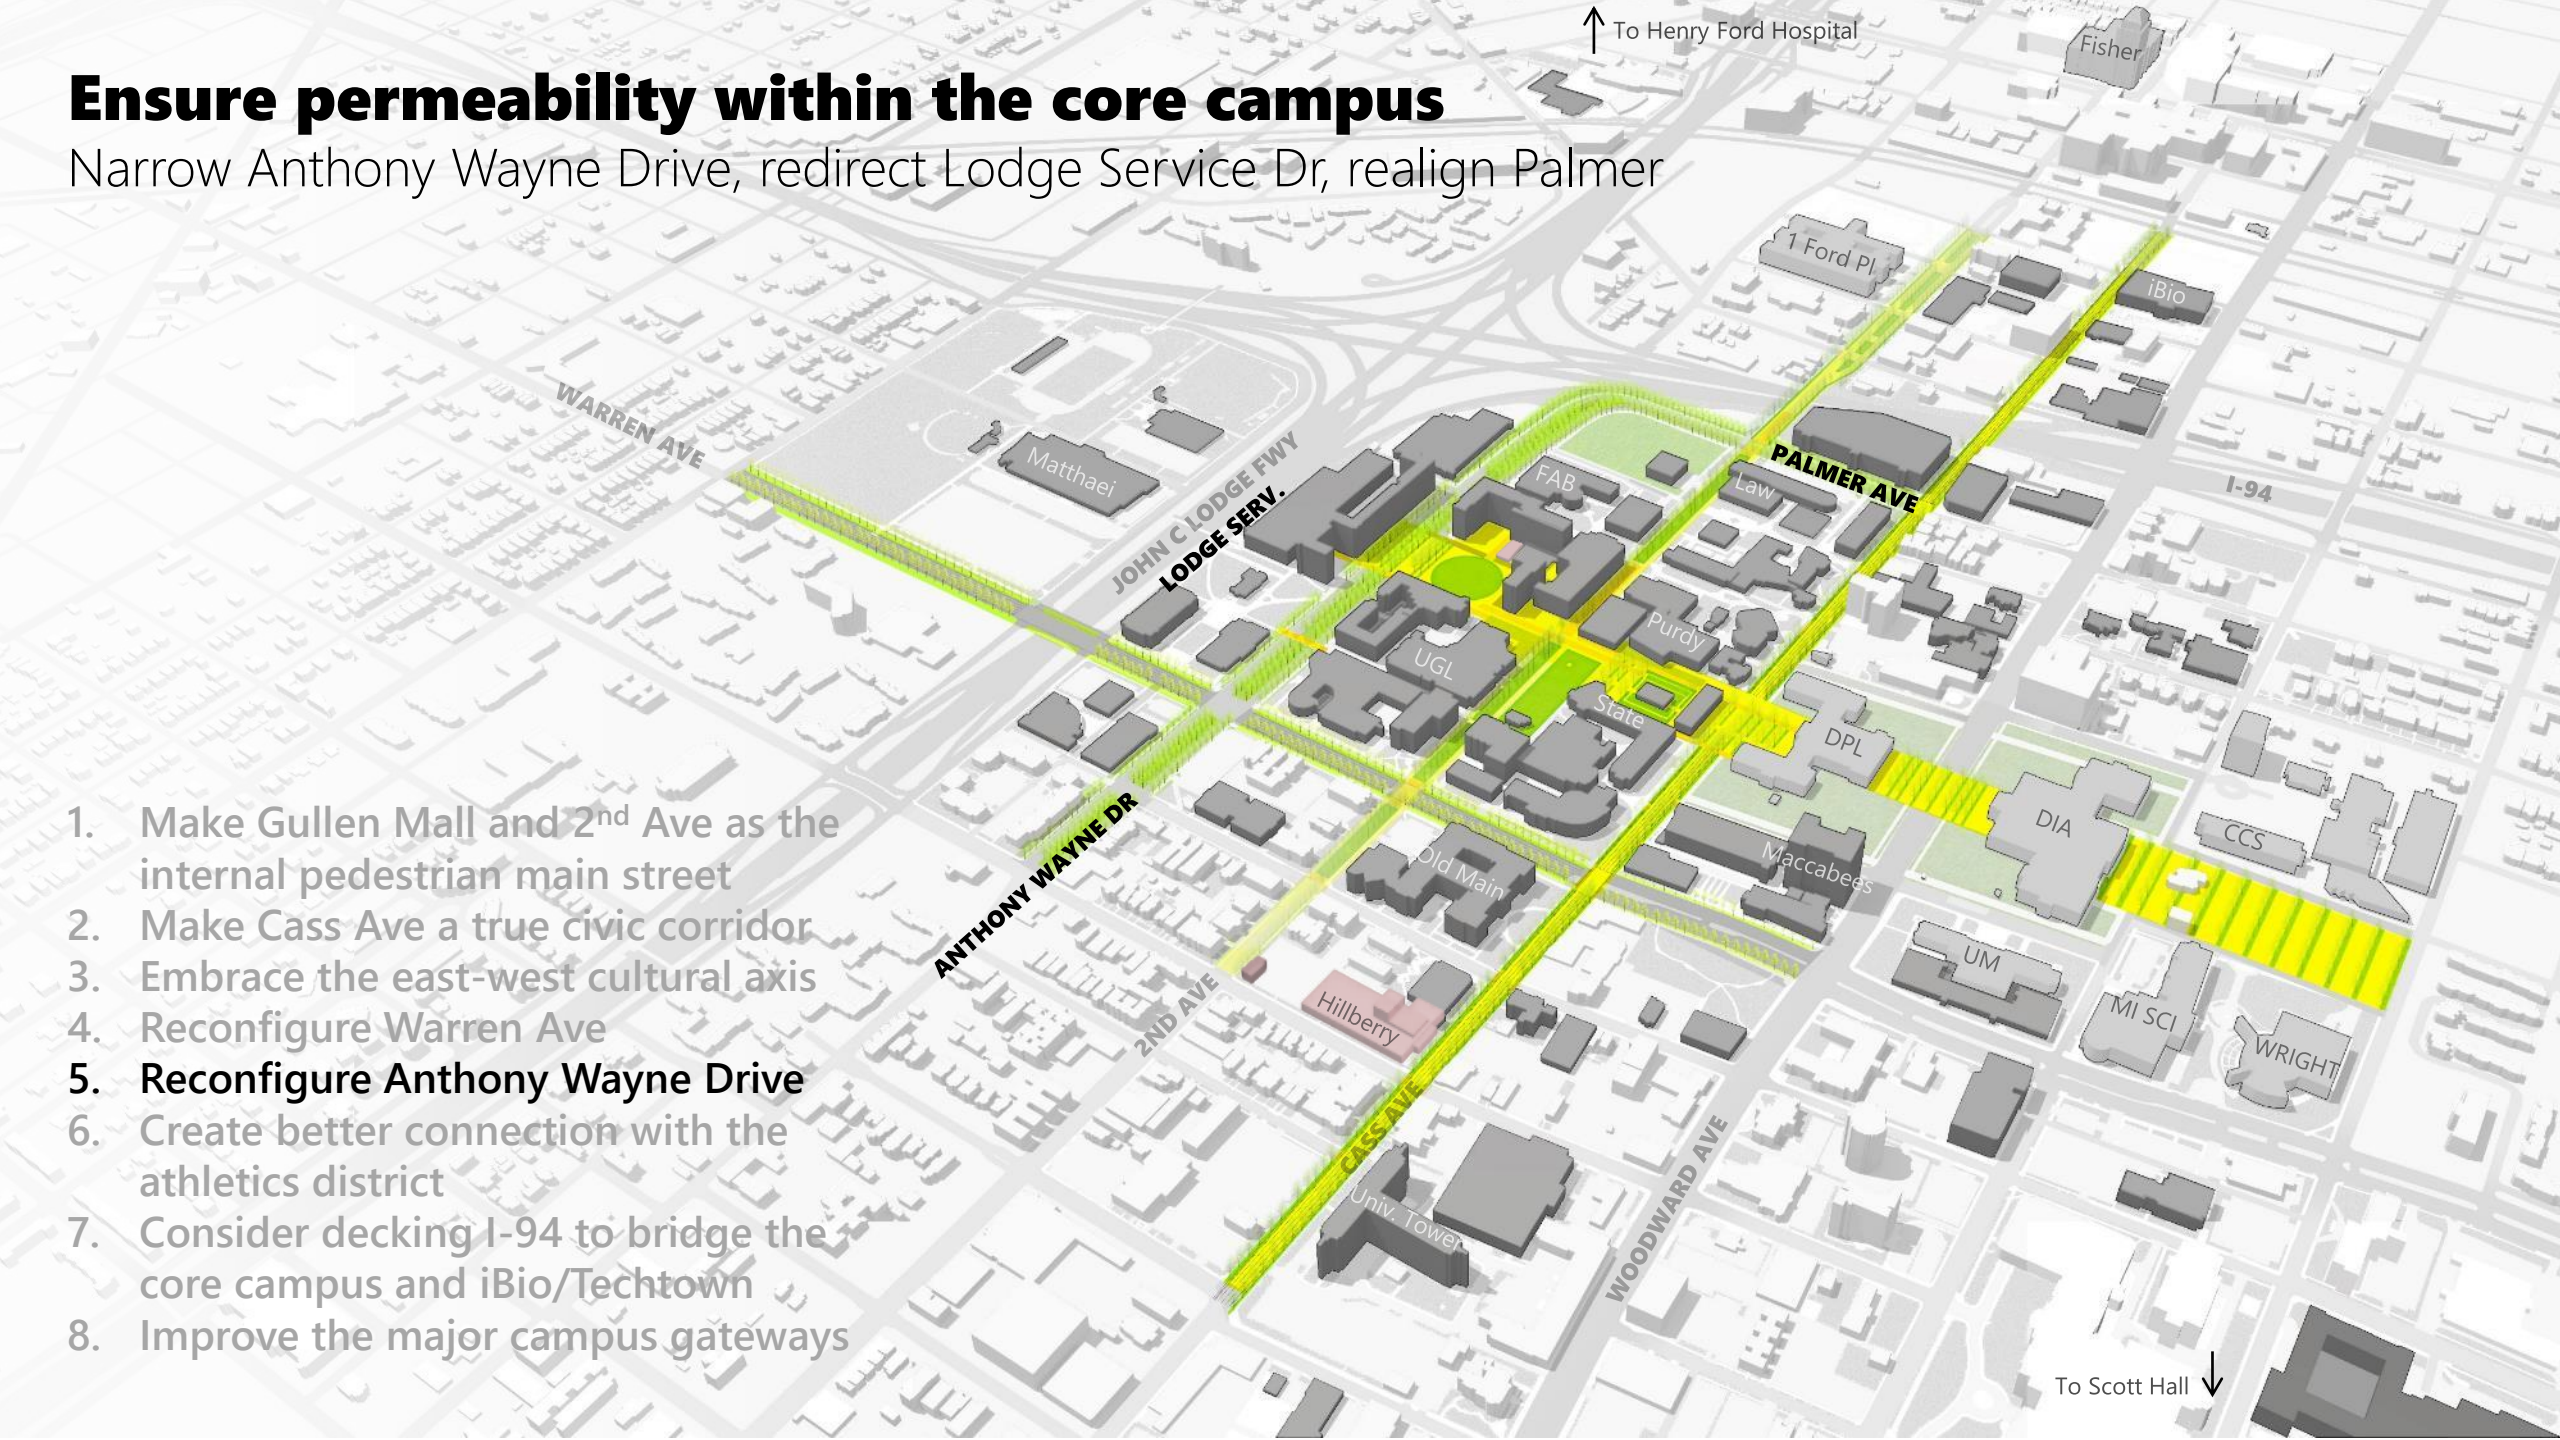 To Henry Ford Hospital
Fisher
Ensure permeability within the core campus
Narrow Anthony Wayne Drive, redirect Lodge Service Dr, realign Palmer
1 Ford Pl
iBio
WARREN AVE
Matthaei
JOHN C LODGE FWY
LODGE SERV.
FAB
Law
PALMER AVE
I-94
UGL
Purdy
State
DPL
DIA
CCS
Maccabees
Old Main
ANTHONY WAYNE DR
2ND AVE
Hillberry
UM
MI SCI
WRIGHT
CASS AVE
Univ. Tower
WOODWARD AVE
1. Make Gullen Mall and 2nd Ave as the
internal pedestrian main street
2. Make Cass Ave a true civic corridor
3. Embrace the east-west cultural axis
4. Reconfigure Warren Ave
5. Reconfigure Anthony Wayne Drive
6. Create better connection with the
athletics district
7. Consider decking I-94 to bridge the
core campus and iBio/Techtown
8. Improve the major campus gateways
To Scott Hall